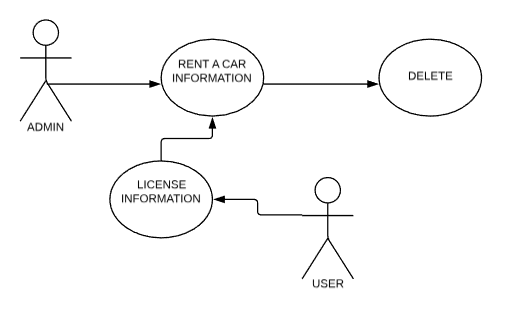 RENT A CAR
INFORMATION
DELETE
ADMIN
LICENSE
INFORMATION
USER